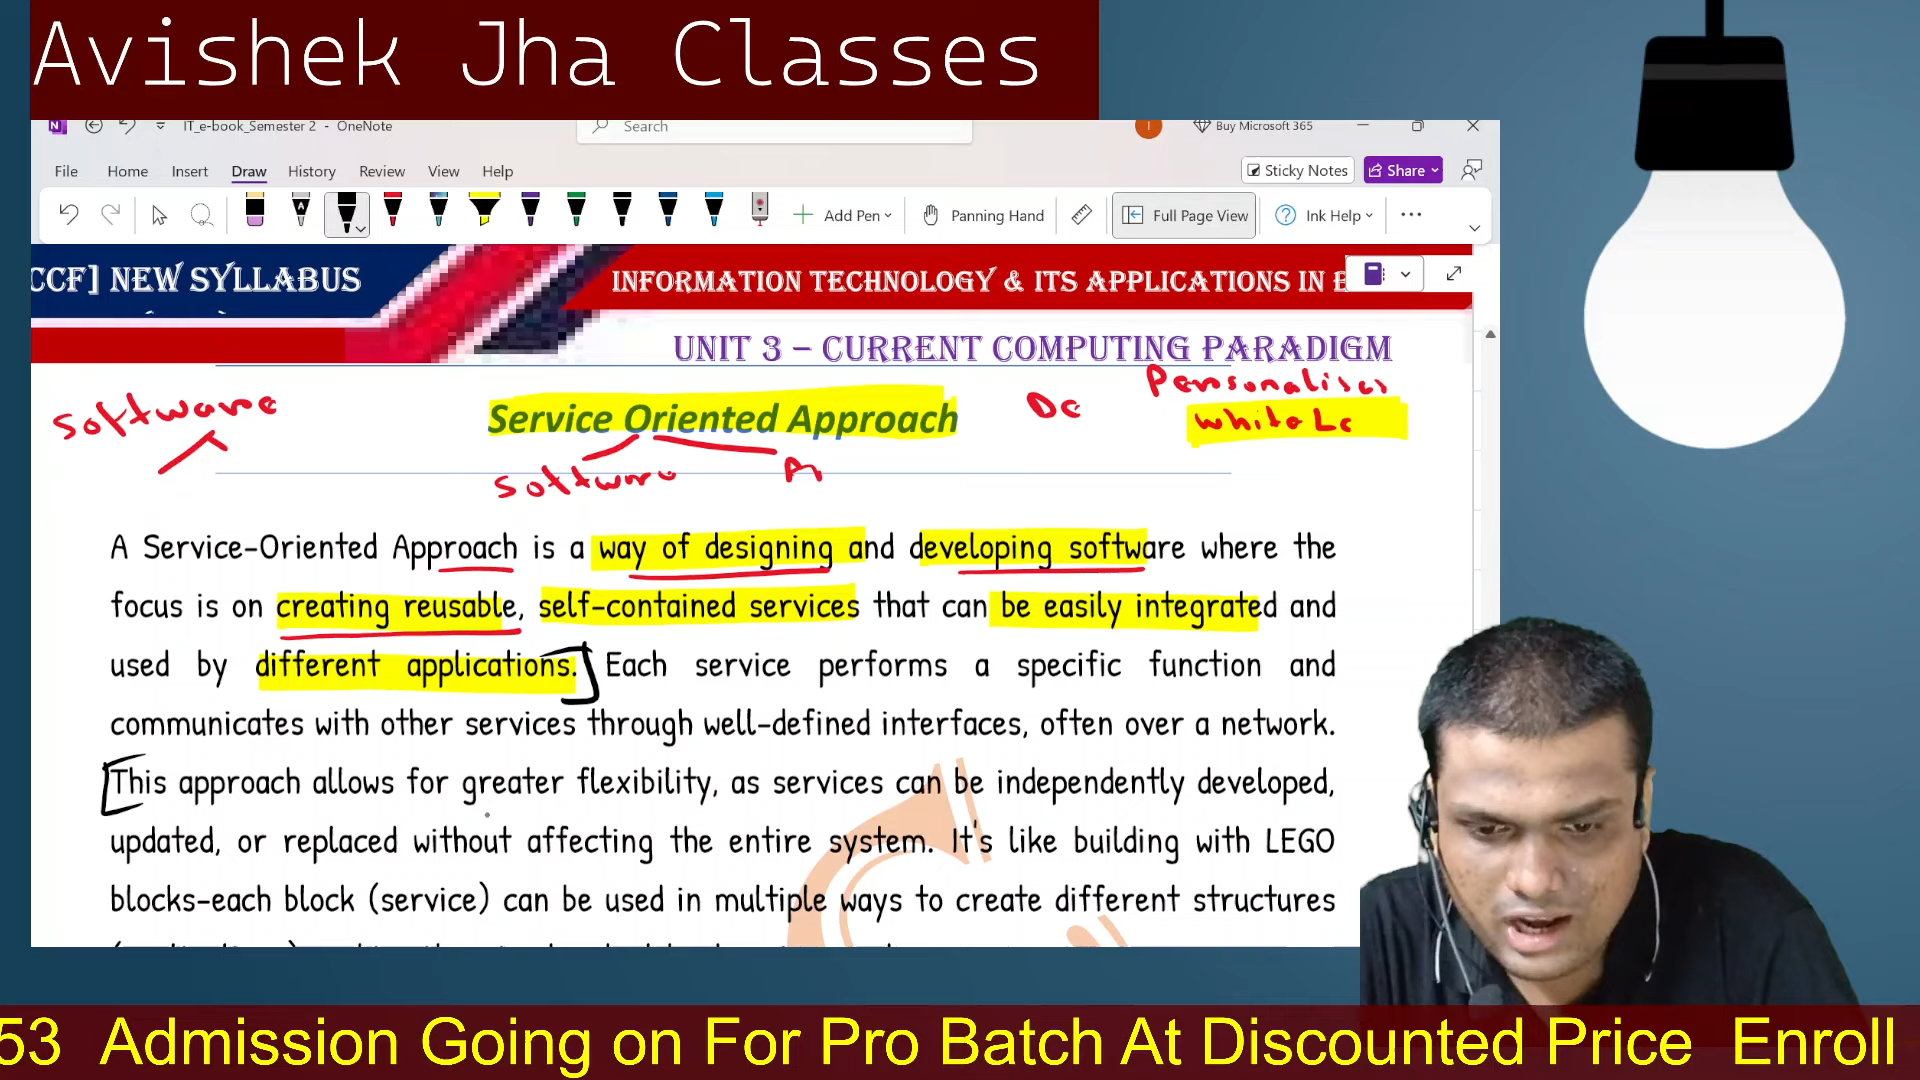 Avishek Jha Classes
IT_e-book_Semester 2 - OneNote
Search
Buy Microsoft 365
File Home Insert Draw History Review View Help
Sticky Notes Share
Add Pen Panning Hand Full Page View Ink Help
CCF] NEW SYLLABUS
INFORMATION TECHNOLOGY & ITS APPLICATIONS IN B
UNIT 3 – CURRENT COMPUTING PARADIGM
Software
Service Oriented Approach
De
White La
Software A
A Service-Oriented Approach is a way of designing and developing software where the
focus is on creating reusable, self-contained services that can be easily integrated and
used by different applications. Each service performs a specific function and
communicates with other services through well-defined interfaces, often over a network.
This approach allows for greater flexibility, as services can be independently developed,
updated, or replaced without affecting the entire system. It's like building with LEGO
blocks-each block (service) can be used in multiple ways to create different structures
53 Admission Going on For Pro Batch At Discounted Price Enroll